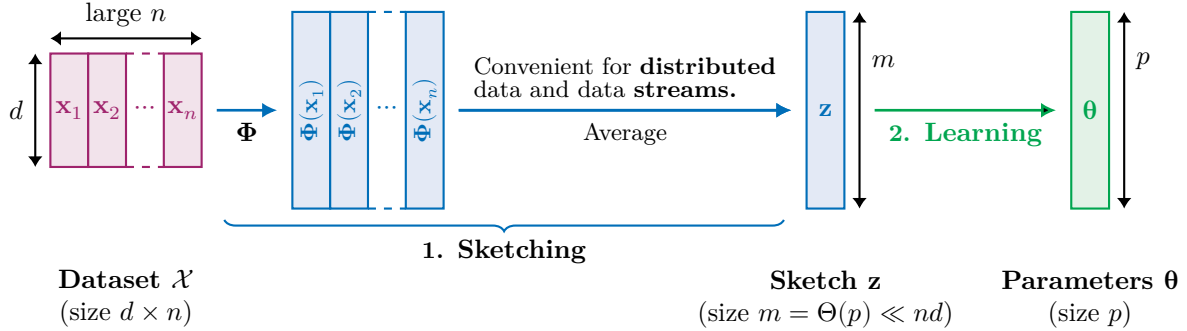 large n
d
x₁ x₂ ... xₙ
Φ
Φ(x₁) Φ(x₂) ... Φ(xₙ)
Convenient for distributed
data and data streams.
Average
z
m
2. Learning
θ
p
1. Sketching
Dataset 𝒳
(size d × n)
Sketch z
(size m = Θ(p) ≪ nd)
Parameters θ
(size p)